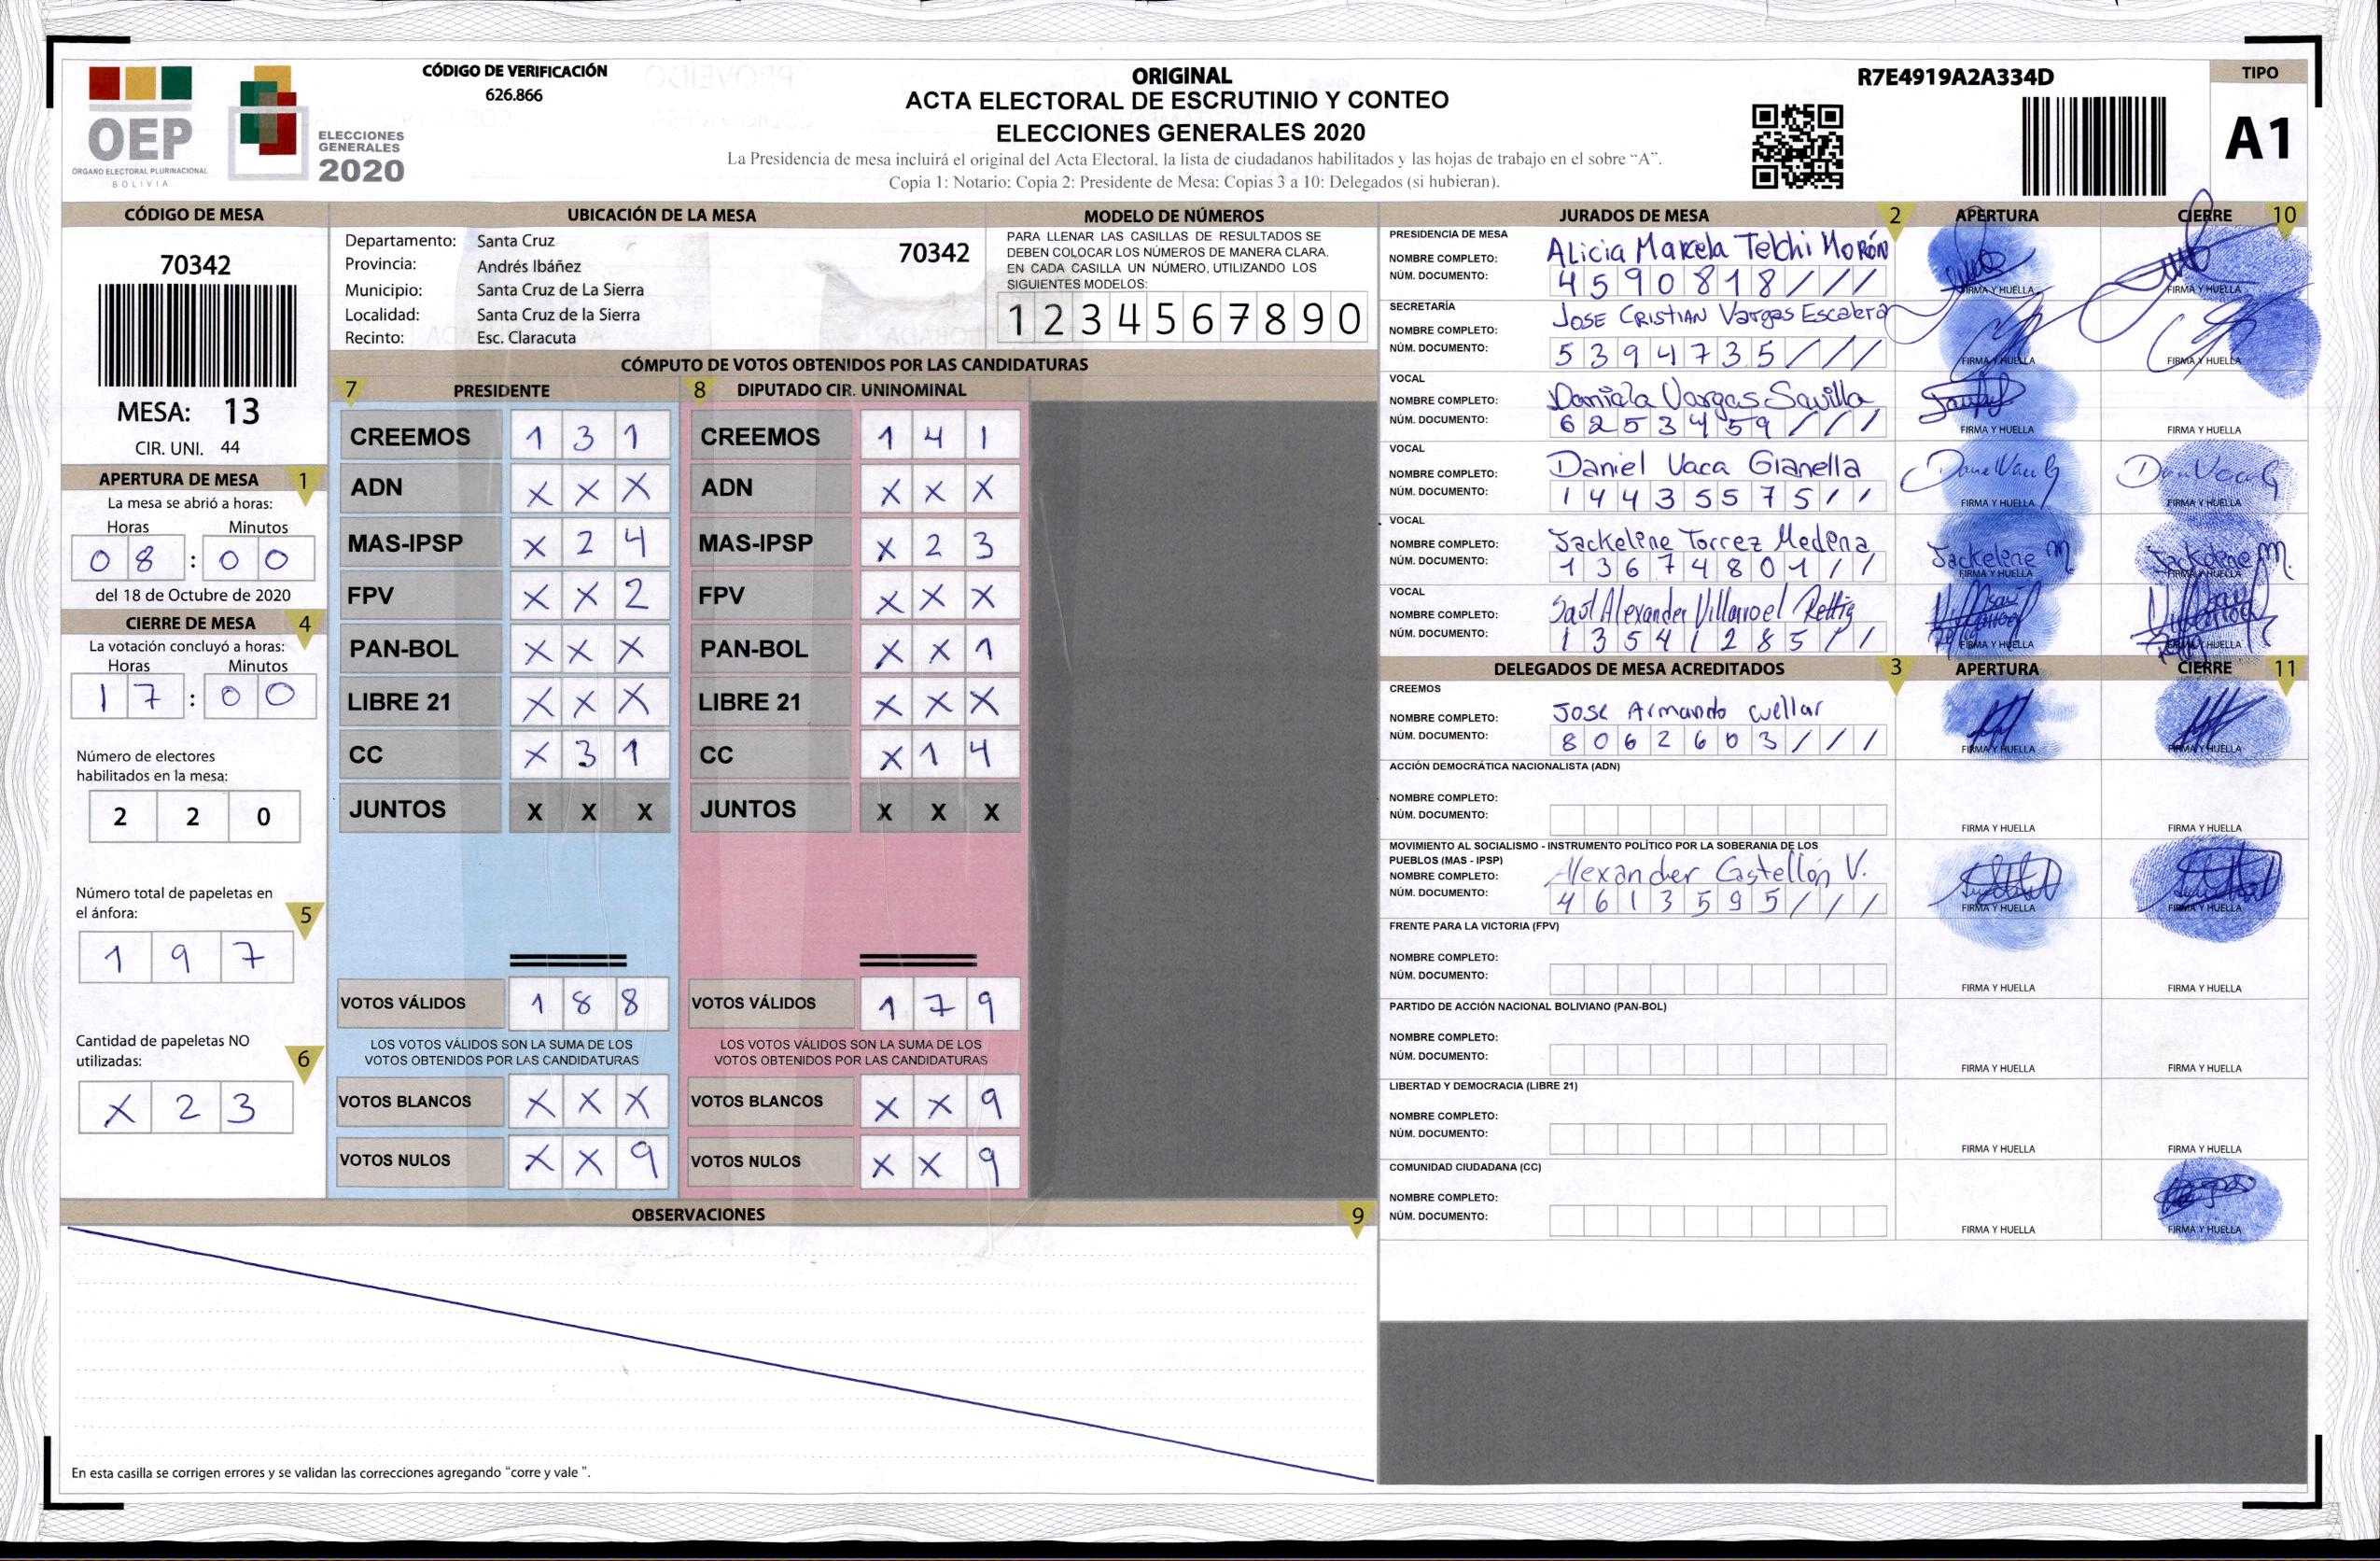 OEP
ÓRGANO ELECTORAL PLURINACIONAL
BOLIVIA
ELECCIONES
GENERALES
2020
CÓDIGO DE VERIFICACIÓN
626.866
ORIGINAL
ACTA ELECTORAL DE ESCRUTINIO Y CONTEO
ELECCIONES GENERALES 2020
La Presidencia de mesa incluirá el original del Acta Electoral, la lista de ciudadanos habilitados y las hojas de trabajo en el sobre “A”.
Copia 1: Notario: Copia 2: Presidente de Mesa: Copias 3 a 10: Delegados (si hubieran).
R7E4919A2A334D
TIPO
A1
CÓDIGO DE MESA
70342
MESA: 13
CIR. UNI. 44
APERTURA DE MESA 1
La mesa se abrió a horas:
Horas Minutos
0 8 : 0 0
del 18 de Octubre de 2020
CIERRE DE MESA 4
La votación concluyó a horas:
Horas Minutos
1 7 : 0 0
Número de electores
habilitados en la mesa:
2 2 0
Número total de papeletas en
el ánfora: 5
1 9 7
Cantidad de papeletas NO
utilizadas: 6
X 2 3
UBICACIÓN DE LA MESA
Departamento: Santa Cruz 70342
Provincia: Andrés Ibáñez
Municipio: Santa Cruz de La Sierra
Localidad: Santa Cruz de la Sierra
Recinto: Esc. Claracuta
MODELO DE NÚMEROS
PARA LLENAR LAS CASILLAS DE RESULTADOS SE
DEBEN COLOCAR LOS NÚMEROS DE MANERA CLARA.
EN CADA CASILLA UN NÚMERO, UTILIZANDO LOS
SIGUIENTES MODELOS:
1 2 3 4 5 6 7 8 9 0
CÓMPUTO DE VOTOS OBTENIDOS POR LAS CANDIDATURAS
7 PRESIDENTE
CREEMOS 1 3 1
ADN X X X
MAS-IPSP X 2 4
FPV X X 2
PAN-BOL X X X
LIBRE 21 X X X
CC X 3 1
JUNTOS X X X
VOTOS VÁLIDOS 1 8 8
LOS VOTOS VÁLIDOS SON LA SUMA DE LOS
VOTOS OBTENIDOS POR LAS CANDIDATURAS
VOTOS BLANCOS X X X
VOTOS NULOS X X 9
8 DIPUTADO CIR. UNINOMINAL
CREEMOS 1 4 1
ADN X X X
MAS-IPSP X 2 3
FPV X X X
PAN-BOL X X 1
LIBRE 21 X X X
CC X 1 4
JUNTOS X X X
VOTOS VÁLIDOS 1 7 9
LOS VOTOS VÁLIDOS SON LA SUMA DE LOS
VOTOS OBTENIDOS POR LAS CANDIDATURAS
VOTOS BLANCOS X X 9
VOTOS NULOS X X 9
OBSERVACIONES 9
En esta casilla se corrigen errores y se validan las correcciones agregando “corre y vale ”.
JURADOS DE MESA 2 APERTURA CIERRE 10
PRESIDENCIA DE MESA
NOMBRE COMPLETO: Alicia Marcela Telchi Morón
NÚM. DOCUMENTO: 4 5 9 0 8 1 8 / / /
FIRMA Y HUELLA FIRMA Y HUELLA
SECRETARÍA
NOMBRE COMPLETO: JOSE CRISTIAN Vargas Escalera
NÚM. DOCUMENTO: 5 3 9 4 7 3 5 / / /
FIRMA Y HUELLA FIRMA Y HUELLA
VOCAL
NOMBRE COMPLETO: Daniela Vargas Savilla
NÚM. DOCUMENTO: 6 2 5 3 4 5 9 / / /
FIRMA Y HUELLA FIRMA Y HUELLA
VOCAL
NOMBRE COMPLETO: Daniel Vaca Gianella
NÚM. DOCUMENTO: 1 4 4 3 5 5 7 5 / /
FIRMA Y HUELLA FIRMA Y HUELLA
VOCAL
NOMBRE COMPLETO: Jackeline Torrez Medina
NÚM. DOCUMENTO: 1 3 6 7 4 8 0 1 / /
Jackeline M. Jackelene M.
FIRMA Y HUELLA FIRMA Y HUELLA
VOCAL
NOMBRE COMPLETO: Saúl Alexander Villarroel Rettig
NÚM. DOCUMENTO: 1 3 5 4 1 2 8 5 / /
FIRMA Y HUELLA FIRMA Y HUELLA
DELEGADOS DE MESA ACREDITADOS 3 APERTURA CIERRE 11
CREEMOS
NOMBRE COMPLETO: Jose Armando Cuellar
NÚM. DOCUMENTO: 8 0 6 2 6 0 3 / / /
FIRMA Y HUELLA FIRMA Y HUELLA
ACCIÓN DEMOCRÁTICA NACIONALISTA (ADN)
NOMBRE COMPLETO:
NÚM. DOCUMENTO:
FIRMA Y HUELLA FIRMA Y HUELLA
MOVIMIENTO AL SOCIALISMO - INSTRUMENTO POLÍTICO POR LA SOBERANIA DE LOS
PUEBLOS (MAS - IPSP)
NOMBRE COMPLETO: Alexander Castellón V.
NÚM. DOCUMENTO: 4 6 1 3 5 9 5 / / /
FIRMA Y HUELLA FIRMA Y HUELLA
FRENTE PARA LA VICTORIA (FPV)
NOMBRE COMPLETO:
NÚM. DOCUMENTO:
FIRMA Y HUELLA FIRMA Y HUELLA
PARTIDO DE ACCIÓN NACIONAL BOLIVIANO (PAN-BOL)
NOMBRE COMPLETO:
NÚM. DOCUMENTO:
FIRMA Y HUELLA FIRMA Y HUELLA
LIBERTAD Y DEMOCRACIA (LIBRE 21)
NOMBRE COMPLETO:
NÚM. DOCUMENTO:
FIRMA Y HUELLA FIRMA Y HUELLA
COMUNIDAD CIUDADANA (CC)
NOMBRE COMPLETO:
NÚM. DOCUMENTO:
FIRMA Y HUELLA FIRMA Y HUELLA